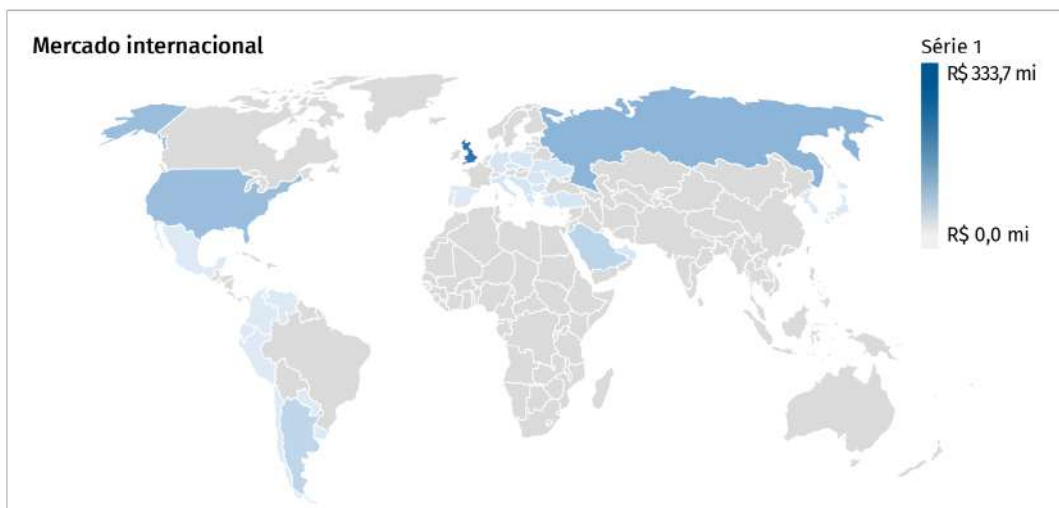 Mercado internacional
Série 1
R$ 333,7 mi
R$ 0,0 mi